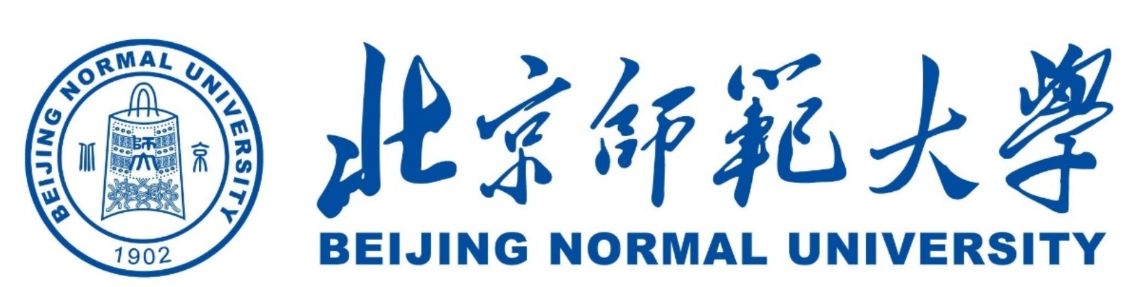 BEIJING NORMAL UNIVERSITY
北 師大 京
1902
北京師範大學
BEIJING NORMAL UNIVERSITY